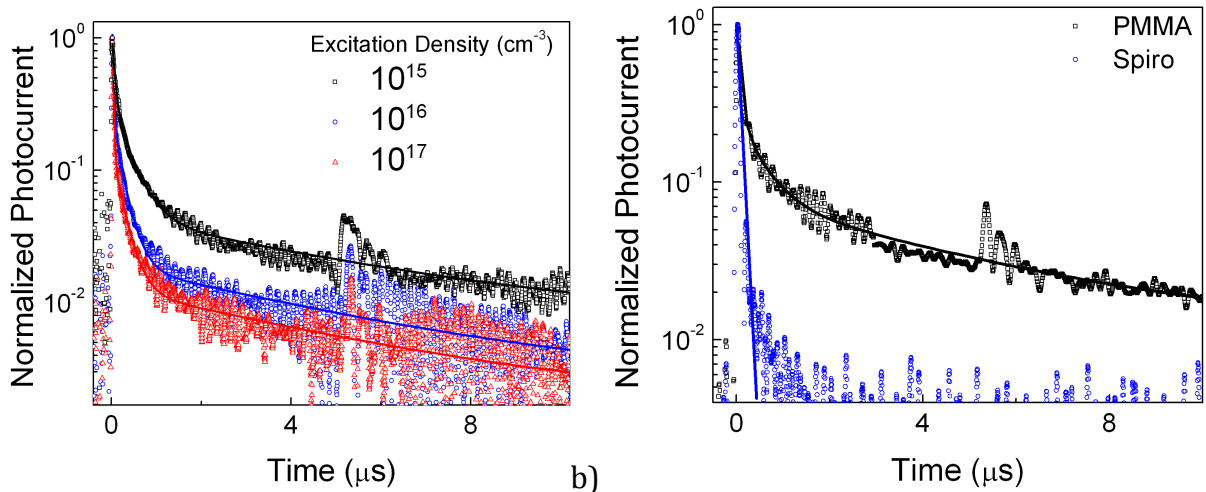 Normalized Photocurrent
10⁰
10⁻¹
10⁻²
Excitation Density (cm⁻³)
10¹⁵
10¹⁶
10¹⁷
0
4
8
Time (μs)
b)
Normalized Photocurrent
10⁰
10⁻¹
10⁻²
PMMA
Spiro
0
4
8
Time (μs)